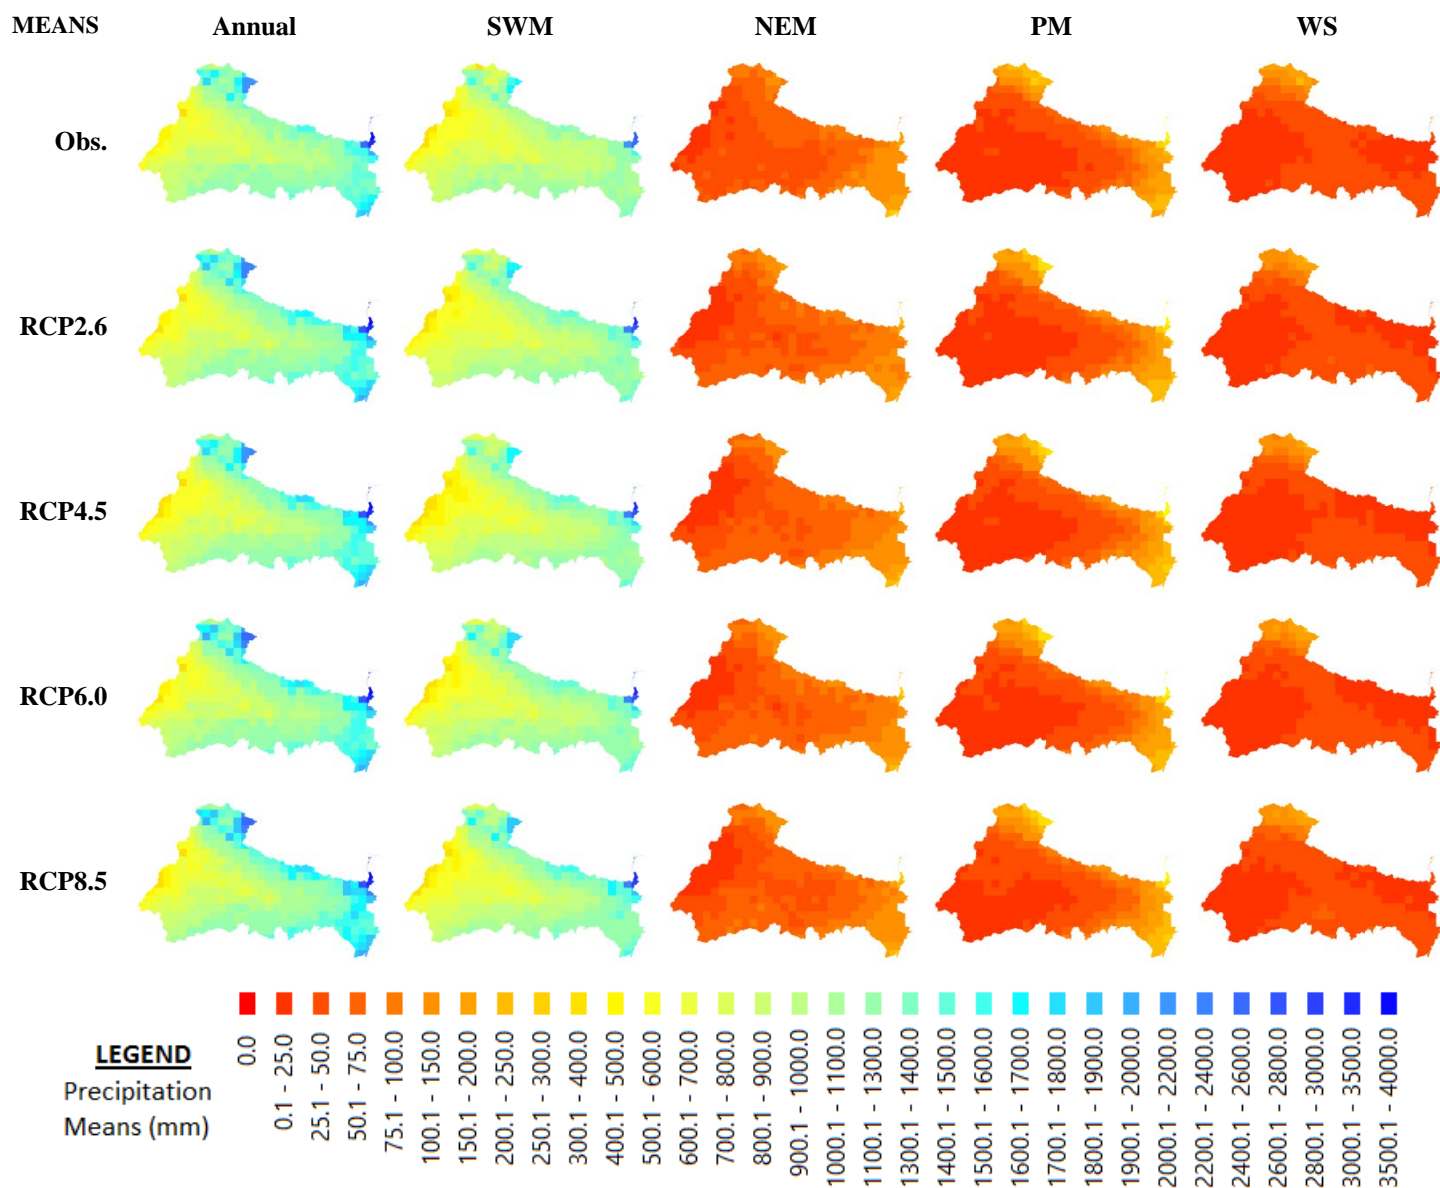 MEANS Annual SWM NEM PM WS
Obs.
RCP2.6
RCP4.5
RCP6.0
RCP8.5
LEGEND
Precipitation
Means (mm)
0.0
0.1 - 25.0
25.1 - 50.0
50.1 - 75.0
75.1 - 100.0
100.1 - 150.0
150.1 - 200.0
200.1 - 250.0
250.1 - 300.0
300.1 - 400.0
400.1 - 500.0
500.1 - 600.0
600.1 - 700.0
700.1 - 800.0
800.1 - 900.0
900.1 - 1000.0
1000.1 - 1100.0
1100.1 - 1300.0
1300.1 - 1400.0
1400.1 - 1500.0
1500.1 - 1600.0
1600.1 - 1700.0
1700.1 - 1800.0
1800.1 - 1900.0
1900.1 - 2000.0
2000.1 - 2200.0
2200.1 - 2400.0
2400.1 - 2600.0
2600.1 - 2800.0
2800.1 - 3000.0
3000.1 - 3500.0
3500.1 - 4000.0